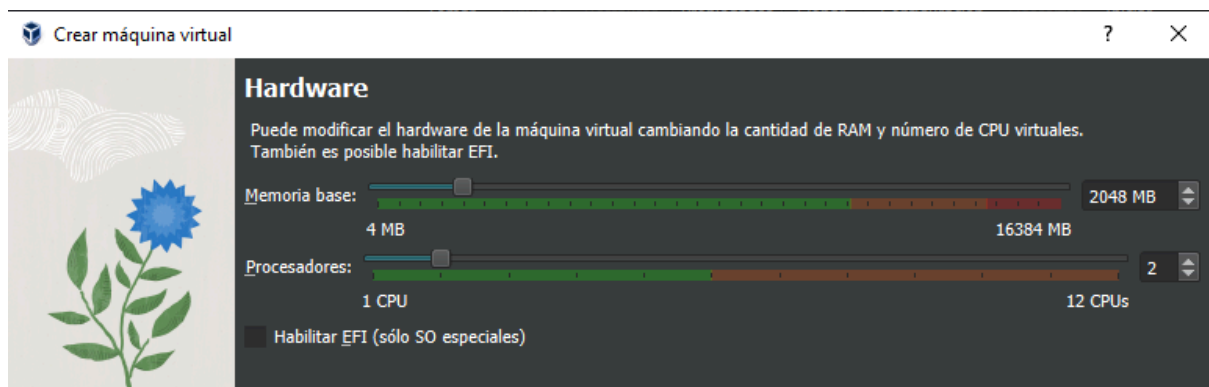 Crear máquina virtual
?
Hardware
Puede modificar el hardware de la máquina virtual cambiando la cantidad de RAM y número de CPU virtuales.
También es posible habilitar EFI.
Memoria base:
2048 MB
4 MB
16384 MB
Procesadores:
2
1 CPU
12 CPUs
Habilitar EFI (sólo SO especiales)